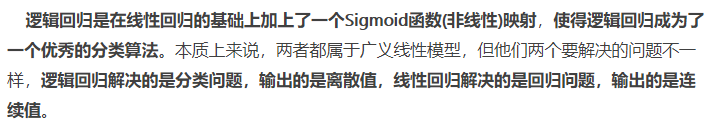 逻辑回归是在线性回归的基础上加上了一个Sigmoid函数(非线性)映射，使得逻辑回归成为了
一个优秀的分类算法。本质上来说，两者都属于广义线性模型，但他们两个要解决的问题不一
样，逻辑回归解决的是分类问题，输出的是离散值，线性回归解决的是回归问题，输出的是连
续值。